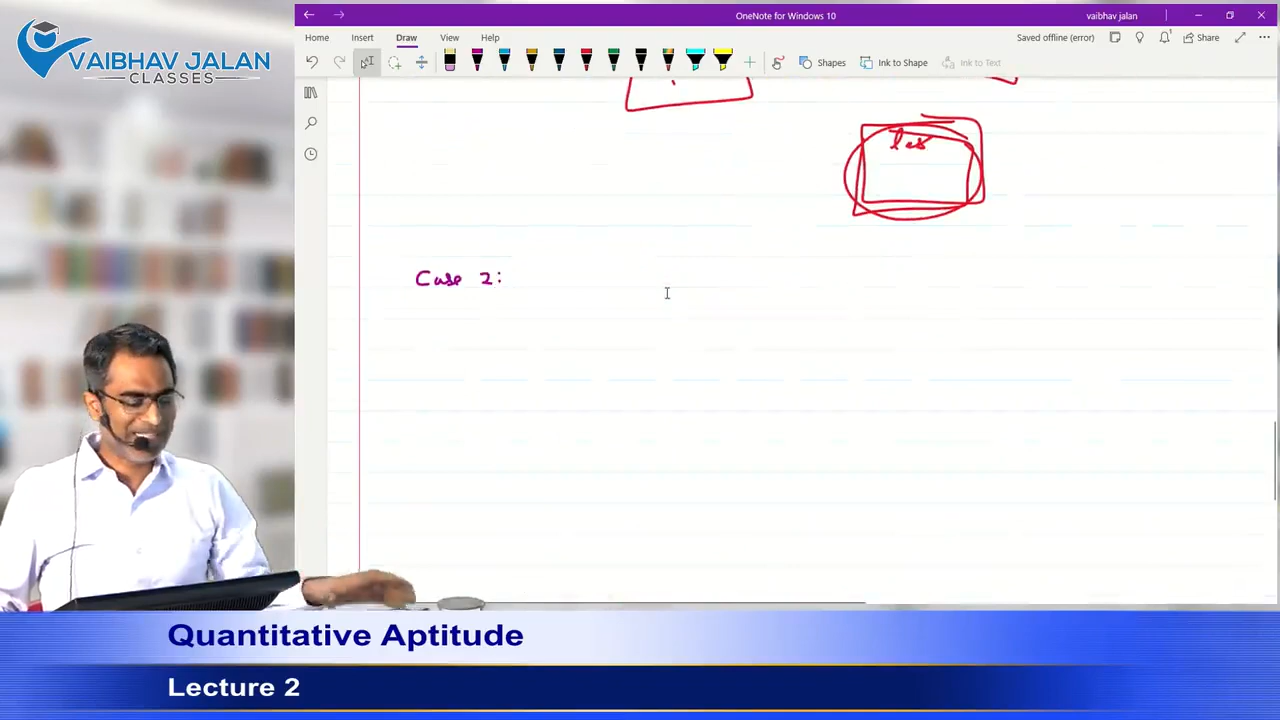 VAIBHAV JALAN
CLASSES
OneNote for Windows 10
vaibhav jalan
Home Insert Draw View Help
Saved offline (error)
Share
Shapes
Ink to Shape
Ink to Text
Case 2:
Quantitative Aptitude
Lecture 2